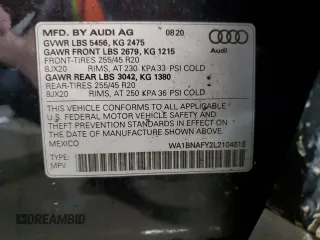 MFD. BY AUDI AG 08 20
GVWR LBS 5456, KG 2475
GAWR FRONT LBS 2679, KG 1215
FRONT-TIRES 255/45 R20
8JX20 RIMS, AT 230 KPA 33 PSI COLD
GAWR REAR LBS 3042, KG 1380
REAR-TIRES 255/45 R20
8JX20 RIMS, AT 250 KPA 36 PSI COLD
Audi
THIS VEHICLE CONFORMS TO ALL APPLICABLE
U.S. FEDERAL MOTOR VEHICLE SAFETY STANDARDS
IN EFFECT ON THE DATE OF MANUFACTURE SHOWN ABOVE.
MEXICO WA1BNAFY2L2104618
TYPE:
MPV
DREAMBID